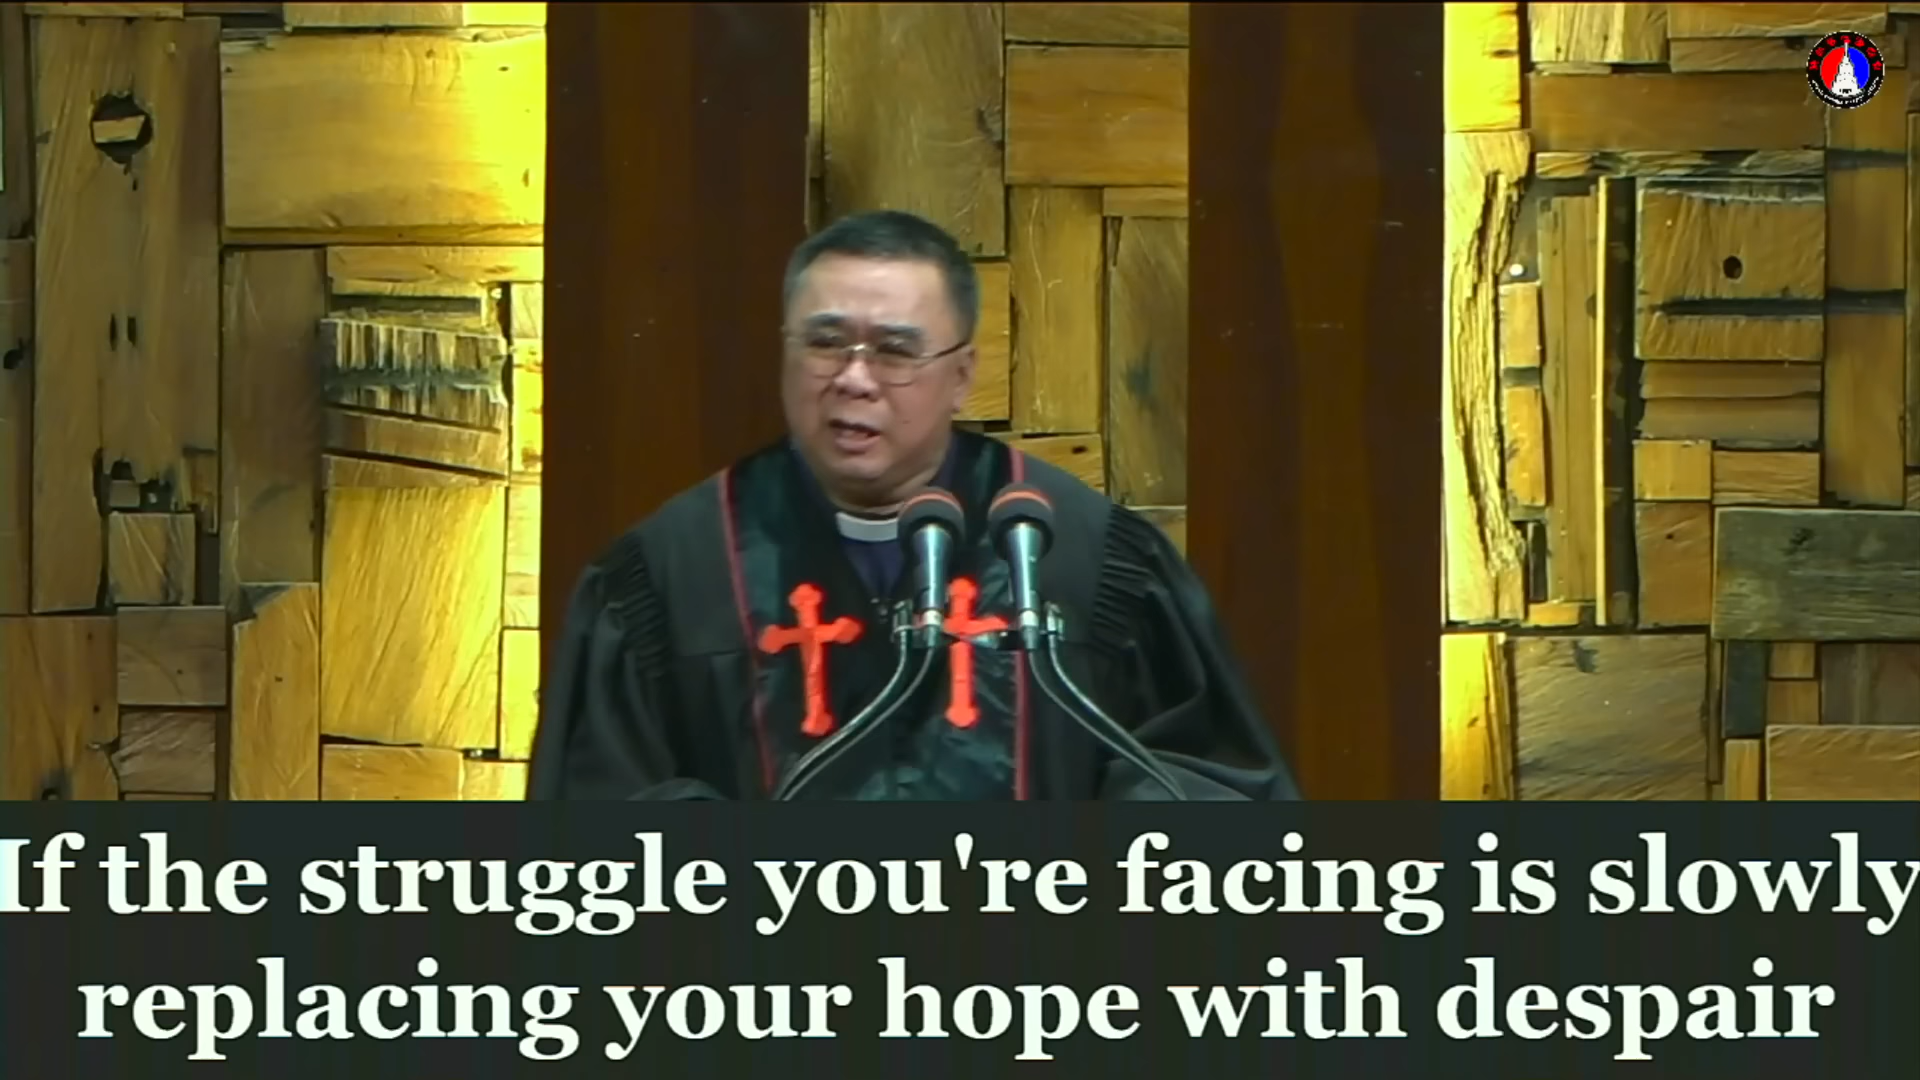 If the struggle you're facing is slowly
replacing your hope with despair